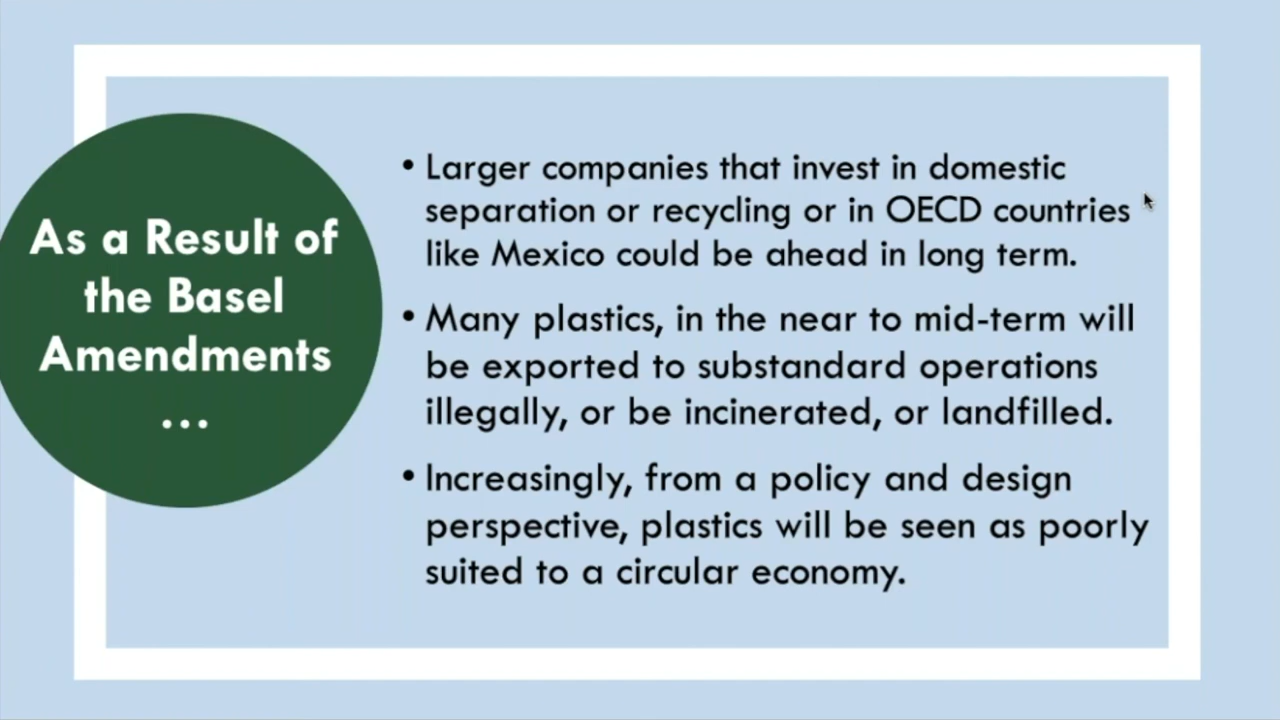 As a Result of
the Basel
Amendments
...
• Larger companies that invest in domestic
separation or recycling or in OECD countries
like Mexico could be ahead in long term.
• Many plastics, in the near to mid-term will
be exported to substandard operations
illegally, or be incinerated, or landfilled.
• Increasingly, from a policy and design
perspective, plastics will be seen as poorly
suited to a circular economy.